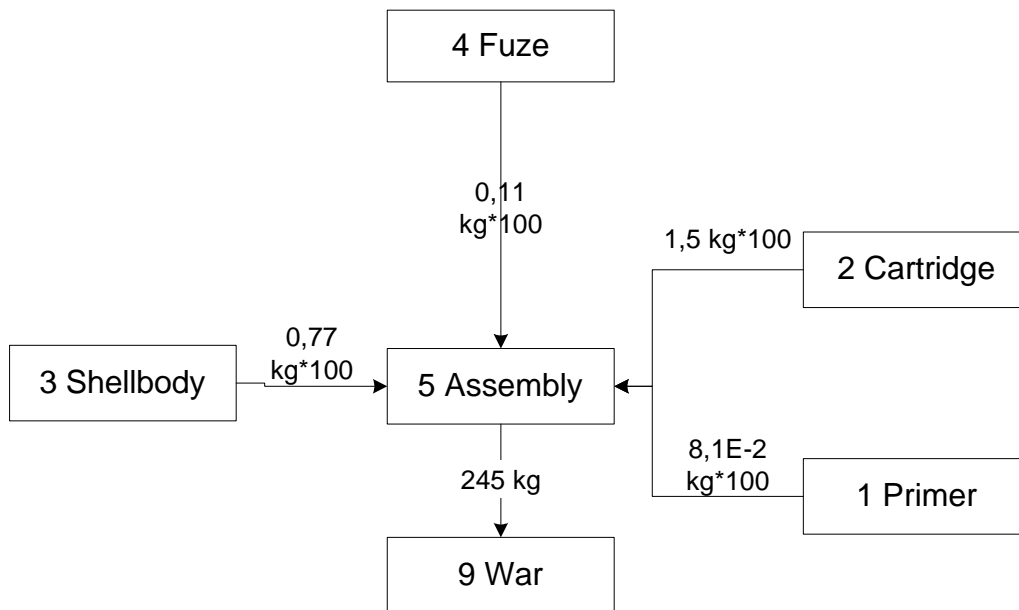 4 Fuze
0,11
kg*100
1,5 kg*100
2 Cartridge
0,77
kg*100
3 Shellbody
5 Assembly
8,1E-2
kg*100
245 kg
1 Primer
9 War